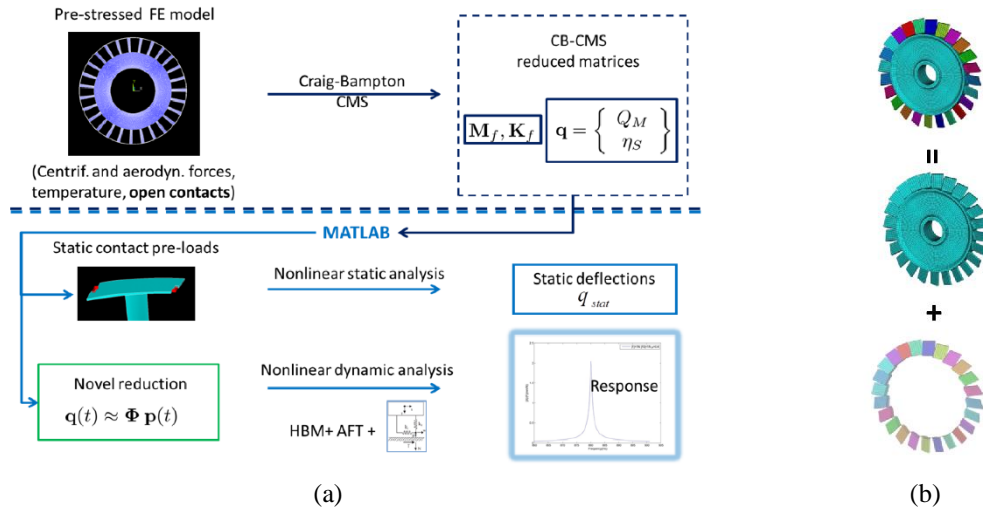 Pre-stressed FE model
(Centrif. and aerodyn. forces,
temperature, open contacts)
Craig-Bampton
CMS
CB-CMS
reduced matrices
M_f, K_f
q = { Q_M
η_S }
MATLAB
Static contact pre-loads
Nonlinear static analysis
Static deflections
q_stat
Novel reduction
q(t) ≈ Φ p(t)
Nonlinear dynamic analysis
HBM+ AFT +
Response
(a)
=
+
(b)